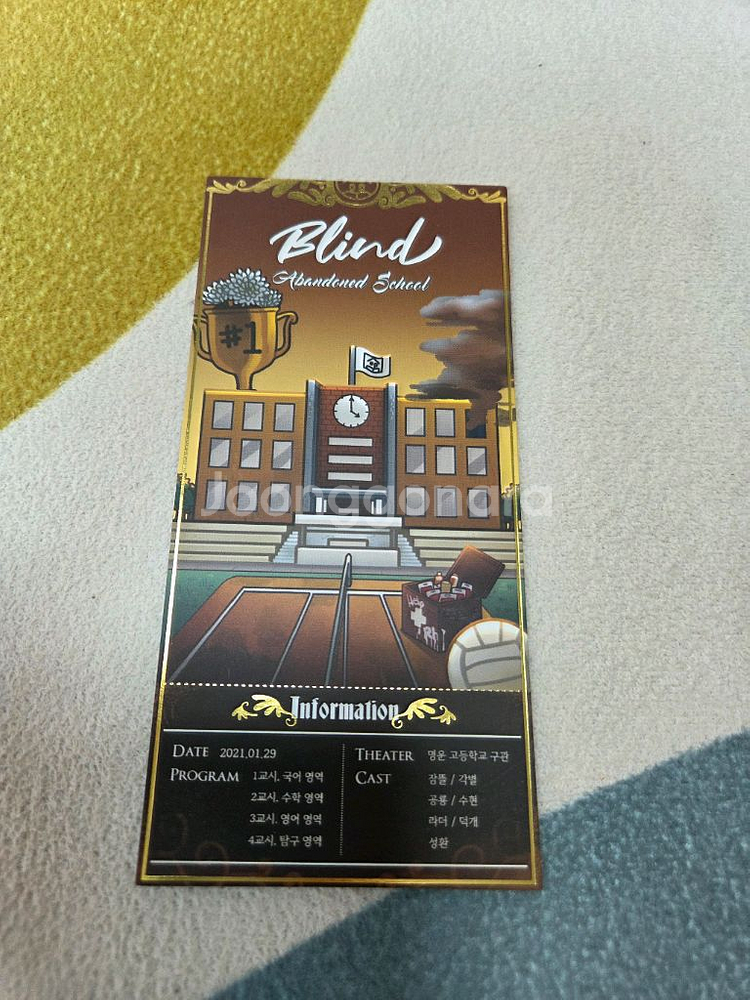 Blind
Abandoned School
#1
Joonggonara
Information
DATE 2021.01.29
PROGRAM 1교시, 국어 영역
2교시, 수학 영역
3교시, 영어 영역
4교시, 탐구 영역
THEATER 명운 고등학교 구관
CAST 잠뜰 / 각별
공룡 / 수현
라더 / 덕개
성환